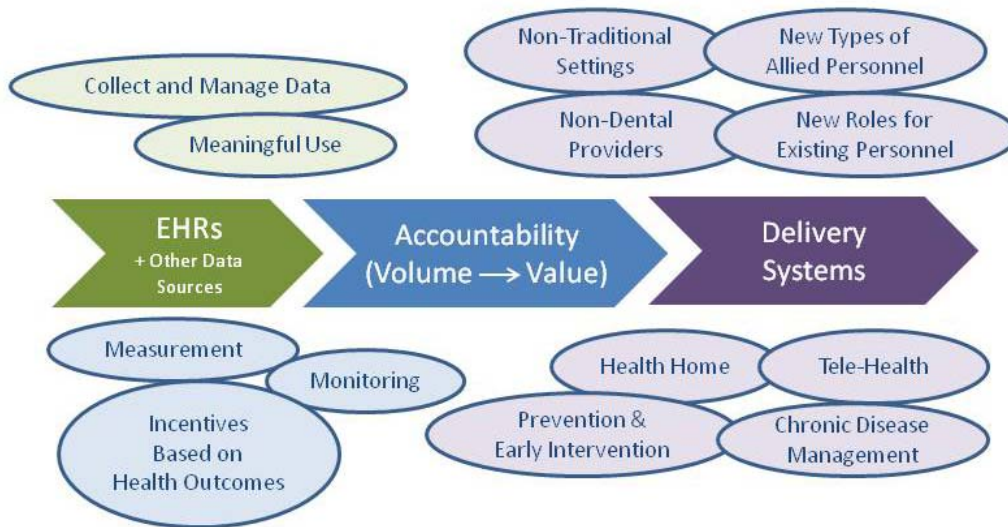 Non-Traditional
Settings
New Types of
Allied Personnel
Collect and Manage Data
Meaningful Use
Non-Dental
Providers
New Roles for
Existing Personnel
EHRs
+ Other Data
Sources
Accountability
(Volume → Value)
Delivery
Systems
Measurement
Monitoring
Incentives
Based on
Health Outcomes
Health Home
Tele-Health
Prevention &
Early Intervention
Chronic Disease
Management